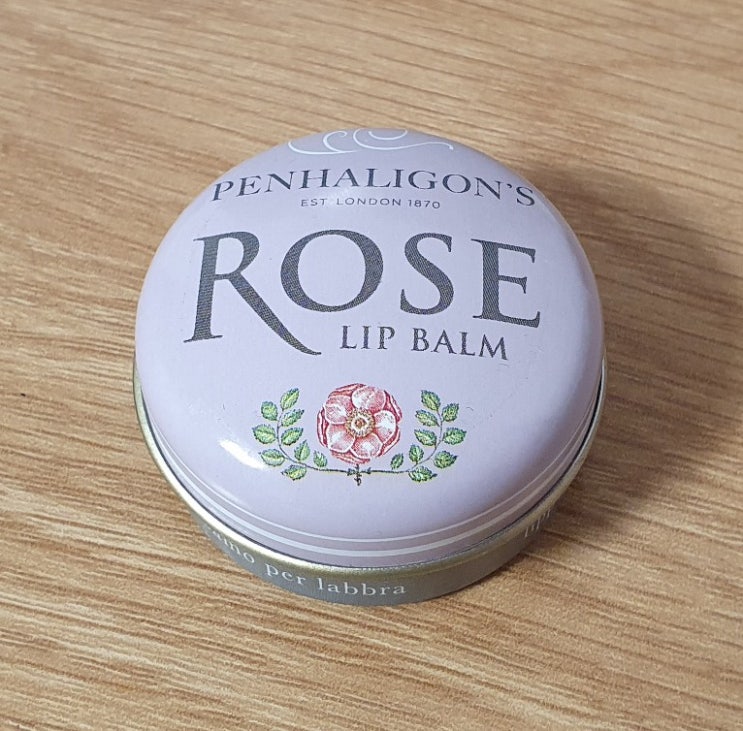 PENHALIGON'S
EST. LONDON 1870
ROSE
LIP BALM
per labbra